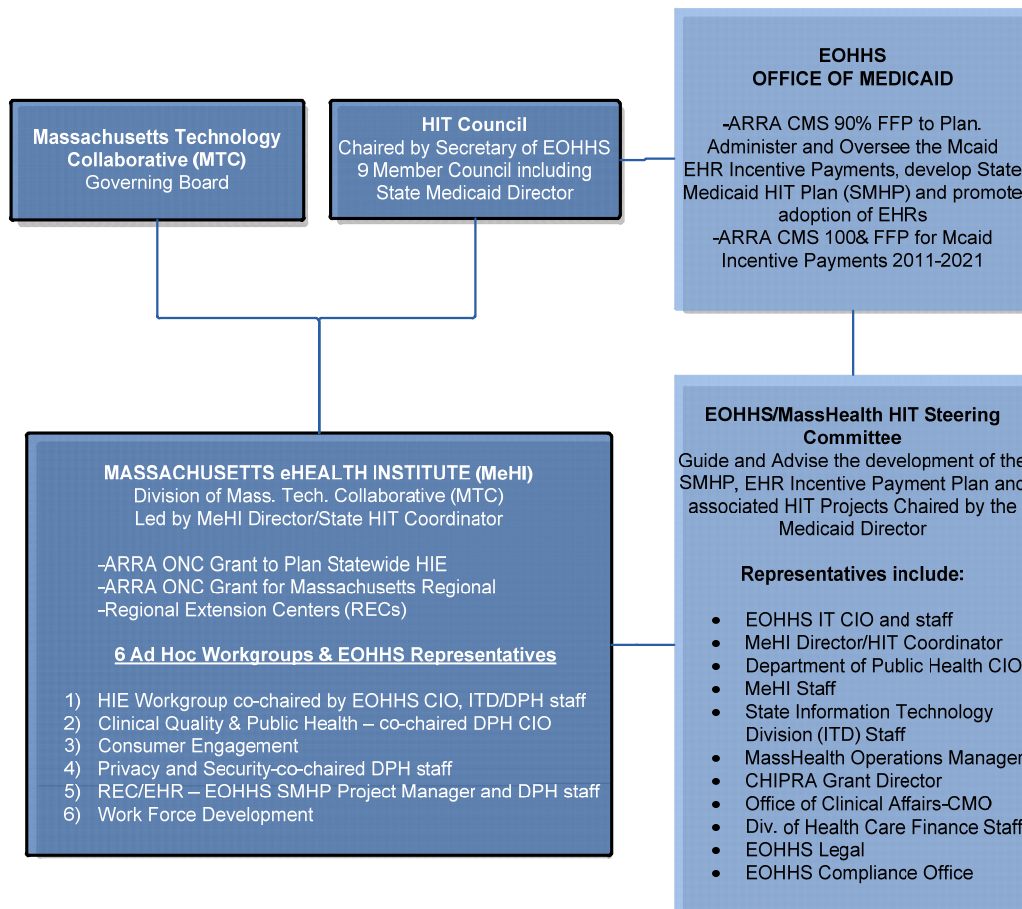 Massachusetts Technology
Collaborative (MTC)
Governing Board
HIT Council
Chaired by Secretary of EOHHS
9 Member Council including
State Medicaid Director
EOHHS
OFFICE OF MEDICAID
-ARRA CMS 90% FFP to Plan.
Administer and Oversee the Mcaid
EHR Incentive Payments, develop State
Medicaid HIT Plan (SMHP) and promote
adoption of EHRs
-ARRA CMS 100& FFP for Mcaid
Incentive Payments 2011-2021
MASSACHUSETTS eHEALTH INSTITUTE (MeHI)
Division of Mass. Tech. Collaborative (MTC)
Led by MeHI Director/State HIT Coordinator
-ARRA ONC Grant to Plan Statewide HIE
-ARRA ONC Grant for Massachusetts Regional
-Regional Extension Centers (RECs)
6 Ad Hoc Workgroups & EOHHS Representatives
1) HIE Workgroup co-chaired by EOHHS CIO, ITD/DPH staff
2) Clinical Quality & Public Health – co-chaired DPH CIO
3) Consumer Engagement
4) Privacy and Security-co-chaired DPH staff
5) REC/EHR – EOHHS SMHP Project Manager and DPH staff
6) Work Force Development
EOHHS/MassHealth HIT Steering
Committee
Guide and Advise the development of the
SMHP, EHR Incentive Payment Plan and
associated HIT Projects Chaired by the
Medicaid Director
Representatives include:
• EOHHS IT CIO and staff
• MeHI Director/HIT Coordinator
• Department of Public Health CIO
• MeHI Staff
• State Information Technology
Division (ITD) Staff
• MassHealth Operations Manager
• CHIPRA Grant Director
• Office of Clinical Affairs-CMO
• Div. of Health Care Finance Staff
• EOHHS Legal
• EOHHS Compliance Office